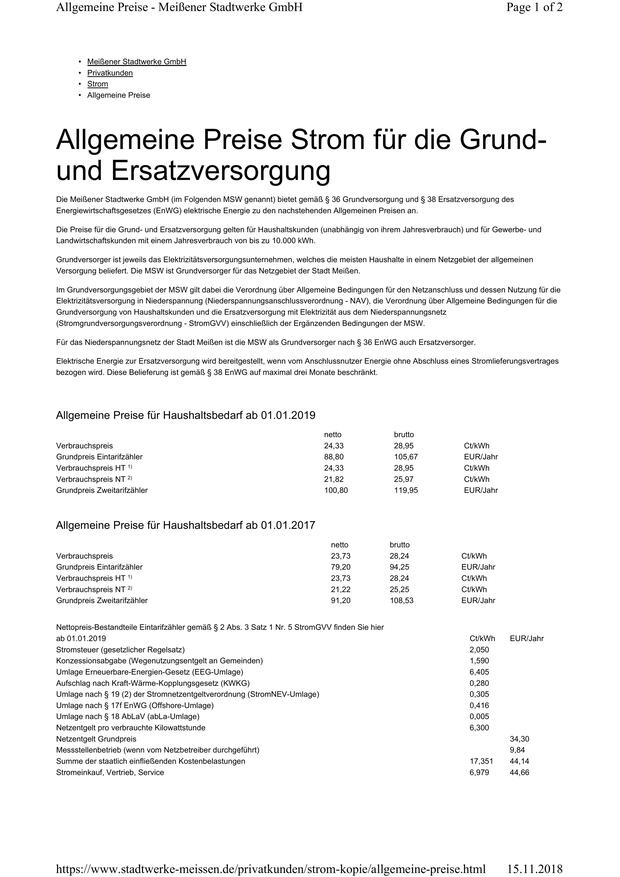 Allgemeine Preise - Meißener Stadtwerke GmbH Page 1 of 2
• Meißener Stadtwerke GmbH
• Privatkunden
• Strom
• Allgemeine Preise
Allgemeine Preise Strom für die Grund-
und Ersatzversorgung
Die Meißener Stadtwerke GmbH (im Folgenden MSW genannt) bietet gemäß § 36 Grundversorgung und § 38 Ersatzversorgung des
Energiewirtschaftsgesetzes (EnWG) elektrische Energie zu den nachstehenden Allgemeinen Preisen an.
Die Preise für die Grund- und Ersatzversorgung gelten für Haushaltskunden (unabhängig von ihrem Jahresverbrauch) und für Gewerbe- und
Landwirtschaftskunden mit einem Jahresverbrauch von bis zu 10.000 kWh.
Grundversorger ist jeweils das Elektrizitätsversorgungsunternehmen, welches die meisten Haushalte in einem Netzgebiet der allgemeinen
Versorgung beliefert. Die MSW ist Grundversorger für das Netzgebiet der Stadt Meißen.
Im Grundversorgungsgebiet der MSW gilt dabei die Verordnung über Allgemeine Bedingungen für den Netzanschluss und dessen Nutzung für die
Elektrizitätsversorgung in Niederspannung (Niederspannungsanschlussverordnung - NAV), die Verordnung über Allgemeine Bedingungen für die
Grundversorgung von Haushaltskunden und die Ersatzversorgung mit Elektrizität aus dem Niederspannungsnetz
(Stromgrundversorgungsverordnung - StromGVV) einschließlich der Ergänzenden Bedingungen der MSW.
Für das Niederspannungsnetz der Stadt Meißen ist die MSW als Grundversorger nach § 36 EnWG auch Ersatzversorger.
Elektrische Energie zur Ersatzversorgung wird bereitgestellt, wenn vom Anschlussnutzer Energie ohne Abschluss eines Stromlieferungsvertrages
bezogen wird. Diese Belieferung ist gemäß § 38 EnWG auf maximal drei Monate beschränkt.
Allgemeine Preise für Haushaltsbedarf ab 01.01.2019
netto brutto
Verbrauchspreis 24,33 28,95 Ct/kWh
Grundpreis Eintarifzähler 88,80 105,67 EUR/Jahr
Verbrauchspreis HT 1) 24,33 28,95 Ct/kWh
Verbrauchspreis NT 2) 21,82 25,97 Ct/kWh
Grundpreis Zweitarifzähler 100,80 119,95 EUR/Jahr
Allgemeine Preise für Haushaltsbedarf ab 01.01.2017
netto brutto
Verbrauchspreis 23,73 28,24 Ct/kWh
Grundpreis Eintarifzähler 79,20 94,25 EUR/Jahr
Verbrauchspreis HT 1) 23,73 28,24 Ct/kWh
Verbrauchspreis NT 2) 21,22 25,25 Ct/kWh
Grundpreis Zweitarifzähler 91,20 108,53 EUR/Jahr
Nettopreis-Bestandteile Eintarifzähler gemäß § 2 Abs. 3 Satz 1 Nr. 5 StromGVV finden Sie hier
ab 01.01.2019 Ct/kWh EUR/Jahr
Stromsteuer (gesetzlicher Regelsatz) 2,050
Konzessionsabgabe (Wegenutzungsentgelt an Gemeinden) 1,590
Umlage Erneuerbare-Energien-Gesetz (EEG-Umlage) 6,405
Aufschlag nach Kraft-Wärme-Kopplungsgesetz (KWKG) 0,280
Umlage nach § 19 (2) der Stromnetzentgeltverordnung (StromNEV-Umlage) 0,305
Umlage nach § 17f EnWG (Offshore-Umlage) 0,416
Umlage nach § 18 AbLaV (abLa-Umlage) 0,005
Netzentgelt pro verbrauchte Kilowattstunde 6,300
Netzentgelt Grundpreis 34,30
Messstellenbetrieb (wenn vom Netzbetreiber durchgeführt) 9,84
Summe der staatlich einfließenden Kostenbelastungen 17,351 44,14
Stromeinkauf, Vertrieb, Service 6,979 44,66
https://www.stadtwerke-meissen.de/privatkunden/strom-kopie/allgemeine-preise.html 15.11.2018